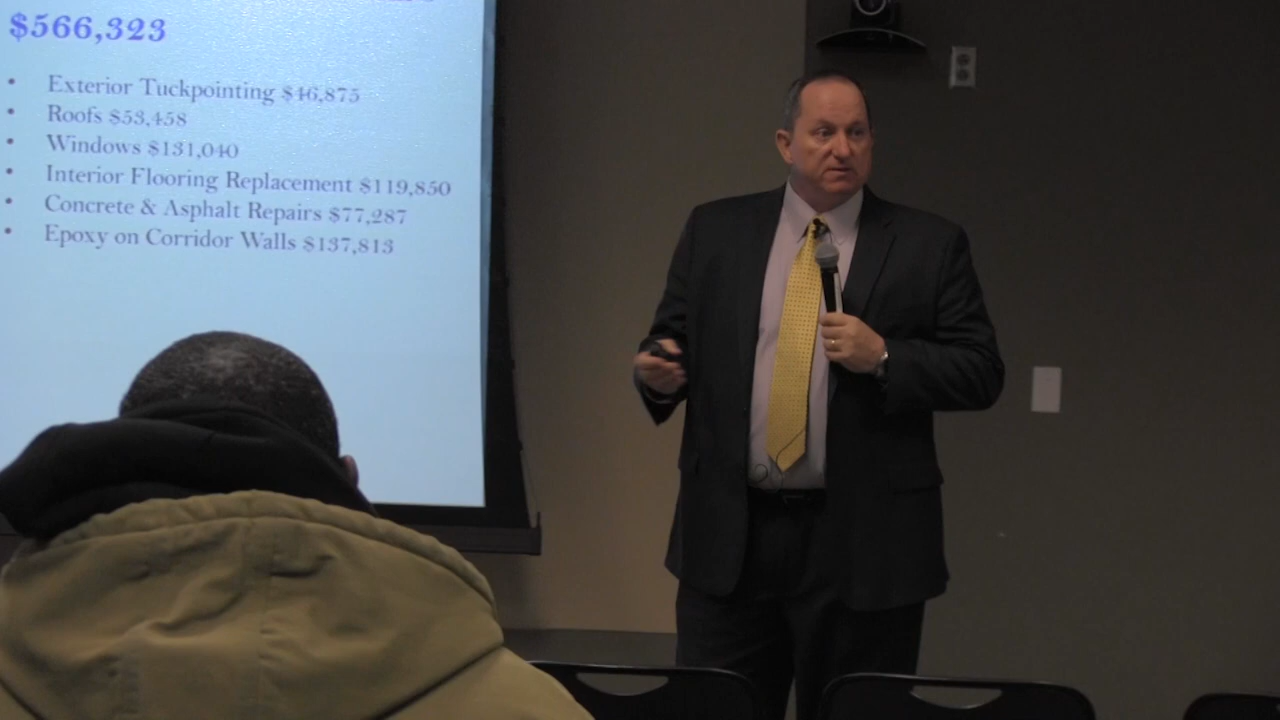 $566,323
• Exterior Tuckpointing $46,875
• Roofs $53,458
• Windows $131,040
• Interior Flooring Replacement $119,850
• Concrete & Asphalt Repairs $77,287
• Epoxy on Corridor Walls $137,813